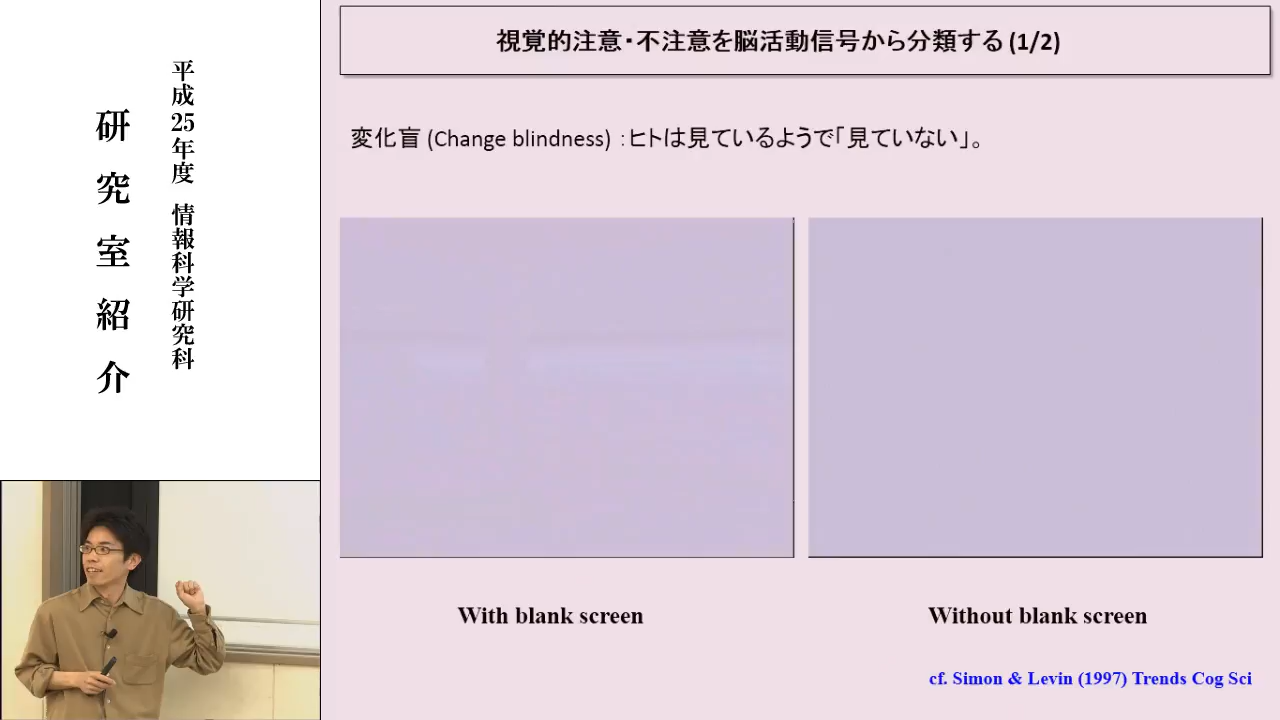 平成25年度 情報科学研究科
研究室紹介
視覚的注意・不注意を脳活動信号から分類する (1/2)
変化盲 (Change blindness) ：ヒトは見ているようで「見ていない」。
With blank screen
Without blank screen
cf. Simon & Levin (1997) Trends Cog Sci